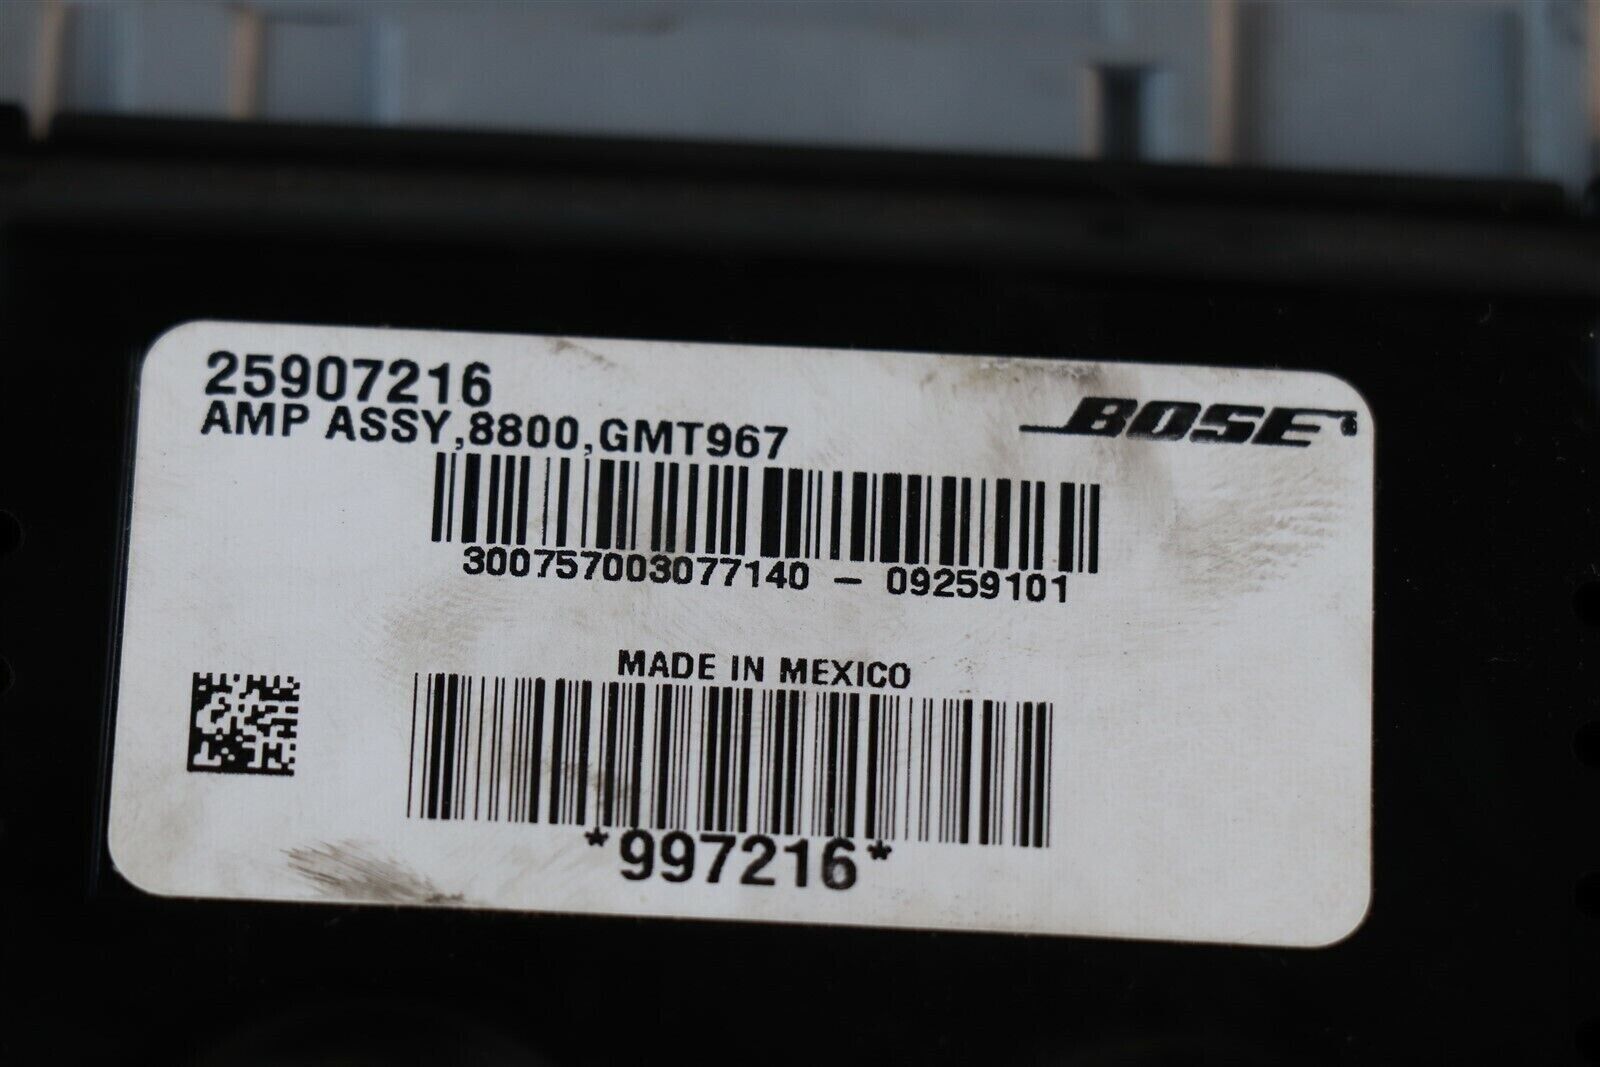 25907216
AMP ASSY,8800,GMT967
BOSE
300757003077140 - 09259101
MADE IN MEXICO
*997216*